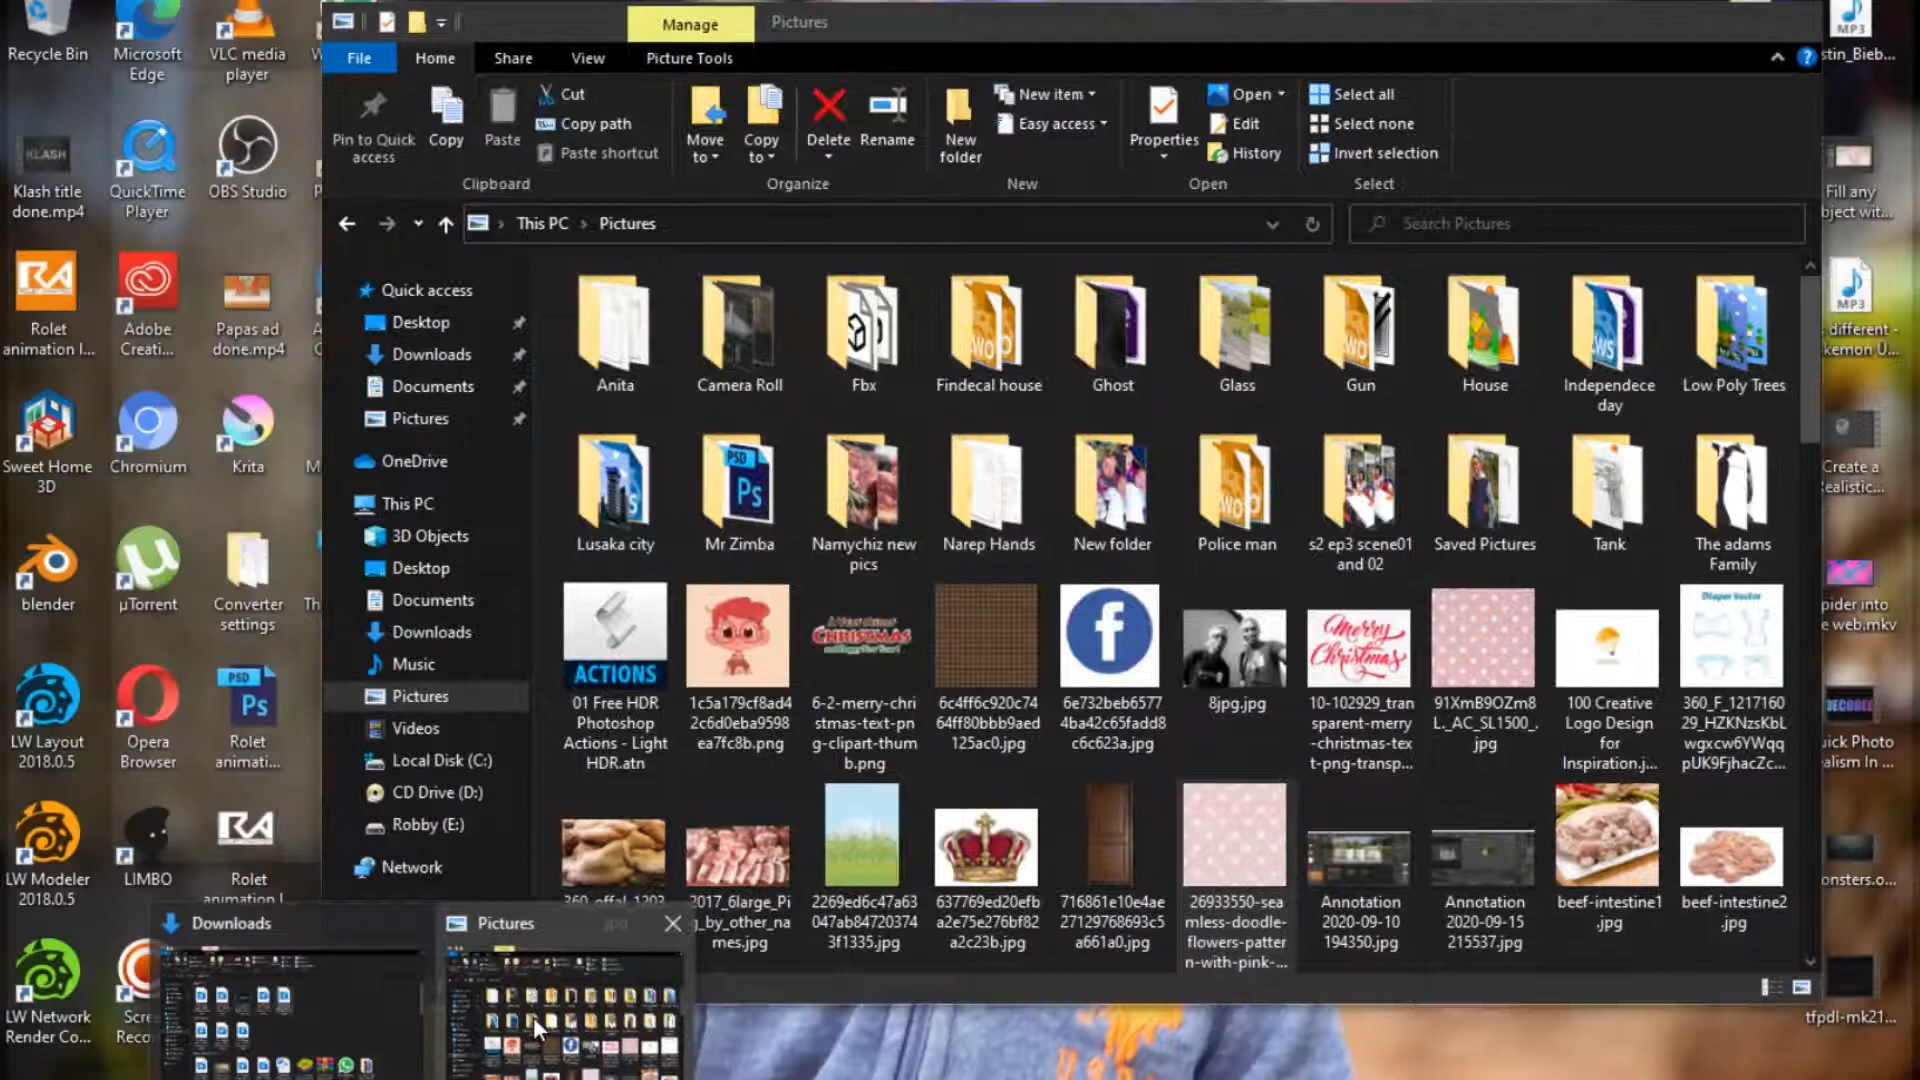 Recycle Bin
Microsoft
Edge
VLC media
player
Klash title
done.mp4
QuickTime
Player
OBS Studio
Rolet
animation I...
Adobe
Creati...
Papas ad
done.mp4
Sweet Home
3D
Chromium
Krita
blender
µTorrent
Converter
settings
LW Layout
2018.0.5
Opera
Browser
Rolet
animati...
LW Modeler
2018.0.5
LIMBO
Rolet
animation I
LW Network
Render Co...
Manage
Pictures
File
Home
Share
View
Picture Tools
Pin to Quick
access
Copy
Paste
Cut
Copy path
Paste shortcut
Clipboard
Move
to
Copy
to
Delete
Rename
Organize
New
folder
New item
Easy access
New
Properties
Open
Edit
History
Open
Select all
Select none
Invert selection
Select
This PC
Pictures
Search Pictures
Quick access
Desktop
Downloads
Documents
Pictures
OneDrive
This PC
3D Objects
Desktop
Documents
Downloads
Music
Pictures
Videos
Local Disk (C:)
CD Drive (D:)
Robby (E:)
Network
Anita
Camera Roll
Fbx
Findecal house
Ghost
Glass
Gun
House
Independece
day
Low Poly Trees
Lusaka city
Mr Zimba
Namychiz new
pics
Narep Hands
New folder
Police man
s2 ep3 scene01
and 02
Saved Pictures
Tank
The adams
Family
ACTIONS
01 Free HDR
Photoshop
Actions - Light
HDR.atn
1c5a179cf8ad4
2c6d0eba9598
ea7fc8b.png
CHRISTMAS
6-2-merry-chri
stmas-text-pn
g-clipart-thum
b.png
6c4ff6c920c74
64ff80bbb9aed
125ac0.jpg
6e732beb6577
4ba42c65fadd8
c6c623a.jpg
8jpg.jpg
Merry
Christmas
10-102929_tran
sparent-merry
-christmas-tex
t-png-transp...
91XmB9OZm8
L._AC_SL1500_.
jpg
100 Creative
Logo Design
for
Inspiration.j...
Diaper Vector
360_F_1217160
29_HZKNzsKbL
wgxcw6YWqq
pUK9FjhacZc...
2017_6large_Pi
g_by_other_na
mes.jpg
2269ed6c47a63
047ab84720374
3f1335.jpg
637769ed20efb
a2e75e276bf82
a2c23b.jpg
716861e10e4ae
27129768693c5
a661a0.jpg
26933550-sea
mless-doodle-
flowers-patter
n-with-pink-...
Annotation
2020-09-10
194350.jpg
Annotation
2020-09-15
215537.jpg
beef-intestine1
.jpg
beef-intestine2
.jpg
Downloads
Pictures
MP3
stin_Bieb...
Fill any
bject wit...
MP3
different -
kemon U...
Create a
ealistic...
pider into
e web.mkv
uick Photo
alism In ...
onsters.o...
tfpdl-mk21...